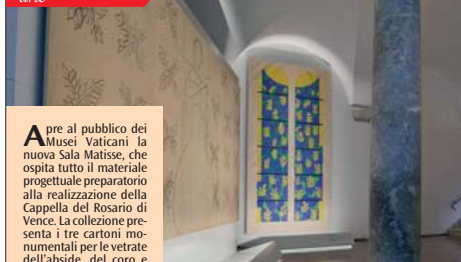 arte
Apre al pubblico dei
Musei Vaticani la
nuova Sala Matisse, che
ospita tutto il materiale
progettuale preparatorio
alla realizzazione della
Cappella del Rosario di
Vence. La collezione pre-
senta i tre cartoni mo-
numentali per le vetrate
dell'abside, del coro e